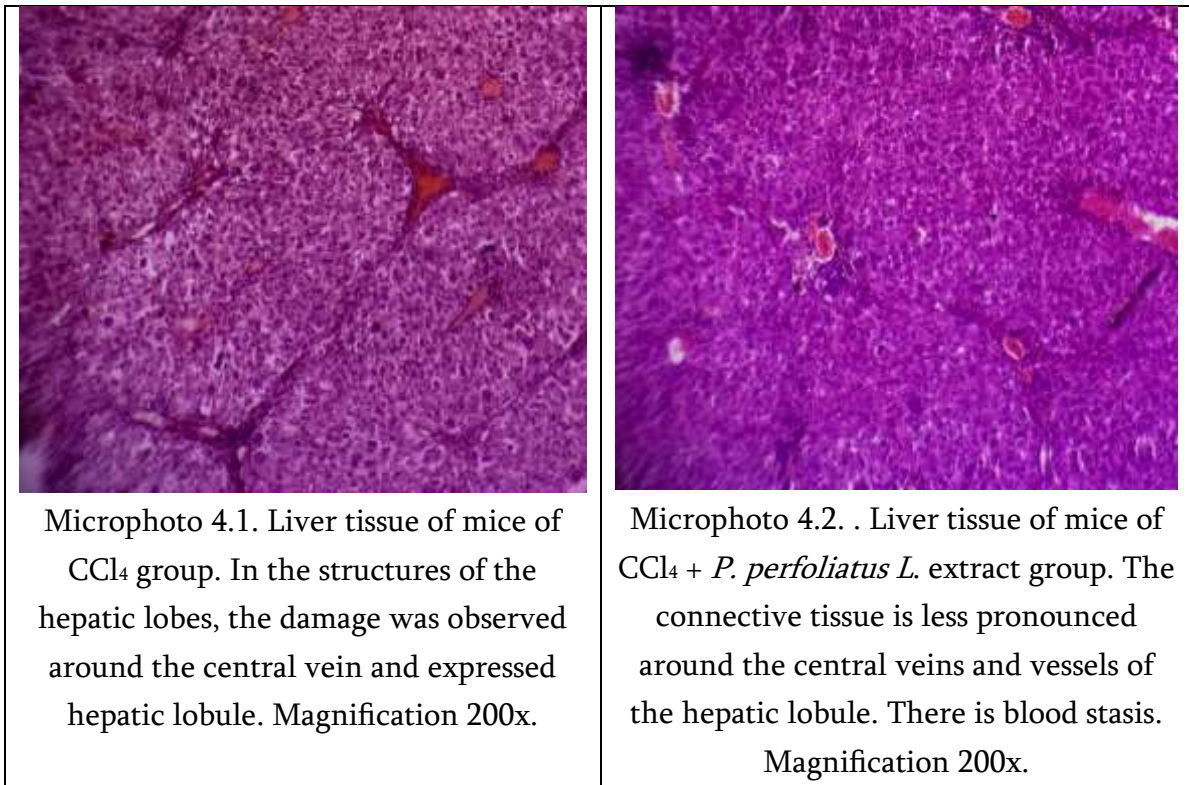 Microphoto 4.1. Liver tissue of mice of
CCl₄ group. In the structures of the
hepatic lobes, the damage was observed
around the central vein and expressed
hepatic lobule. Magnification 200x.
Microphoto 4.2. . Liver tissue of mice of
CCl₄ + P. perfoliatus L. extract group. The
connective tissue is less pronounced
around the central veins and vessels of
the hepatic lobule. There is blood stasis.
Magnification 200x.